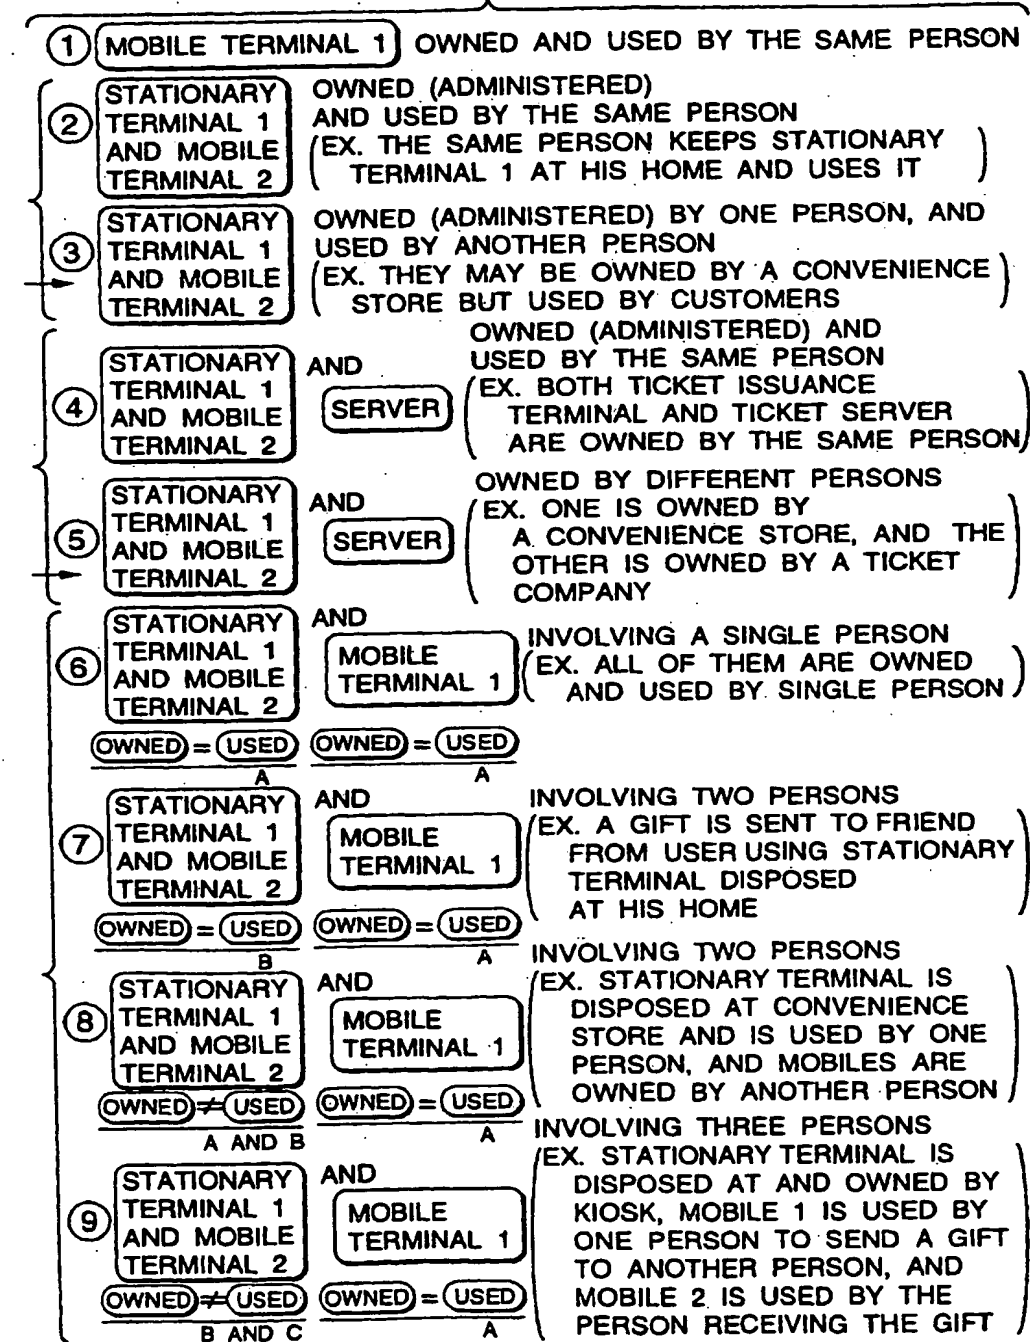 ① MOBILE TERMINAL 1 OWNED AND USED BY THE SAME PERSON
② STATIONARY TERMINAL 1 AND MOBILE TERMINAL 2
OWNED (ADMINISTERED)
AND USED BY THE SAME PERSON
(EX. THE SAME PERSON KEEPS STATIONARY
TERMINAL 1 AT HIS HOME AND USES IT)
③ STATIONARY TERMINAL 1 AND MOBILE TERMINAL 2
OWNED (ADMINISTERED) BY ONE PERSON, AND
USED BY ANOTHER PERSON
(EX. THEY MAY BE OWNED BY A CONVENIENCE
STORE BUT USED BY CUSTOMERS)
④ STATIONARY TERMINAL 1 AND MOBILE TERMINAL 2
AND
SERVER
OWNED (ADMINISTERED) AND
USED BY THE SAME PERSON
(EX. BOTH TICKET ISSUANCE
TERMINAL AND TICKET SERVER
ARE OWNED BY THE SAME PERSON)
⑤ STATIONARY TERMINAL 1 AND MOBILE TERMINAL 2
AND
SERVER
OWNED BY DIFFERENT PERSONS
(EX. ONE IS OWNED BY
A CONVENIENCE STORE, AND THE
OTHER IS OWNED BY A TICKET
COMPANY)
⑥ STATIONARY TERMINAL 1 AND MOBILE TERMINAL 2
AND
MOBILE
TERMINAL 1
INVOLVING A SINGLE PERSON
(EX. ALL OF THEM ARE OWNED
AND USED BY SINGLE PERSON)
OWNED = USED OWNED = USED
A A
⑦ STATIONARY TERMINAL 1 AND MOBILE TERMINAL 2
AND
MOBILE
TERMINAL 1
INVOLVING TWO PERSONS
(EX. A GIFT IS SENT TO FRIEND
FROM USER USING STATIONARY
TERMINAL DISPOSED
AT HIS HOME)
OWNED = USED OWNED = USED
B A
⑧ STATIONARY TERMINAL 1 AND MOBILE TERMINAL 2
AND
MOBILE
TERMINAL 1
INVOLVING TWO PERSONS
(EX. STATIONARY TERMINAL IS
DISPOSED AT CONVENIENCE
STORE AND IS USED BY ONE
PERSON, AND MOBILES ARE
OWNED BY ANOTHER PERSON)
OWNED ≠ USED OWNED = USED
A AND B A
⑨ STATIONARY TERMINAL 1 AND MOBILE TERMINAL 2
AND
MOBILE
TERMINAL 1
INVOLVING THREE PERSONS
(EX. STATIONARY TERMINAL IS
DISPOSED AT AND OWNED BY
KIOSK, MOBILE 1 IS USED BY
ONE PERSON TO SEND A GIFT
TO ANOTHER PERSON, AND
MOBILE 2 IS USED BY THE
PERSON RECEIVING THE GIFT)
OWNED ≠ USED OWNED = USED
B AND C A